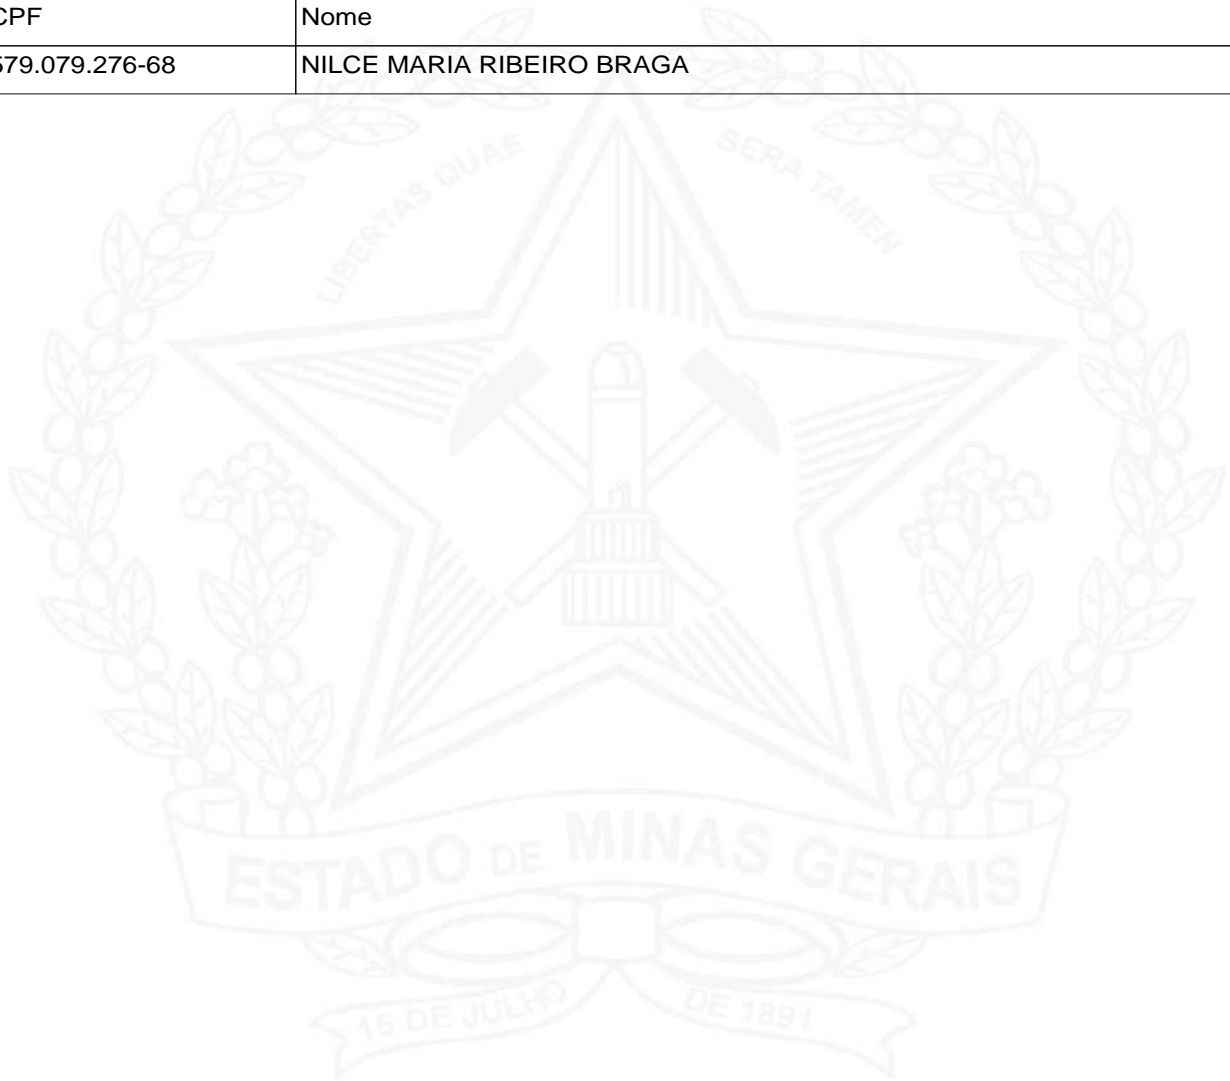 CPF Nome
579.079.276-68 NILCE MARIA RIBEIRO BRAGA
LIBERTAS QUAE SERA TAMEN
ESTADO DE MINAS GERAIS
15 DE JULHO DE 1891